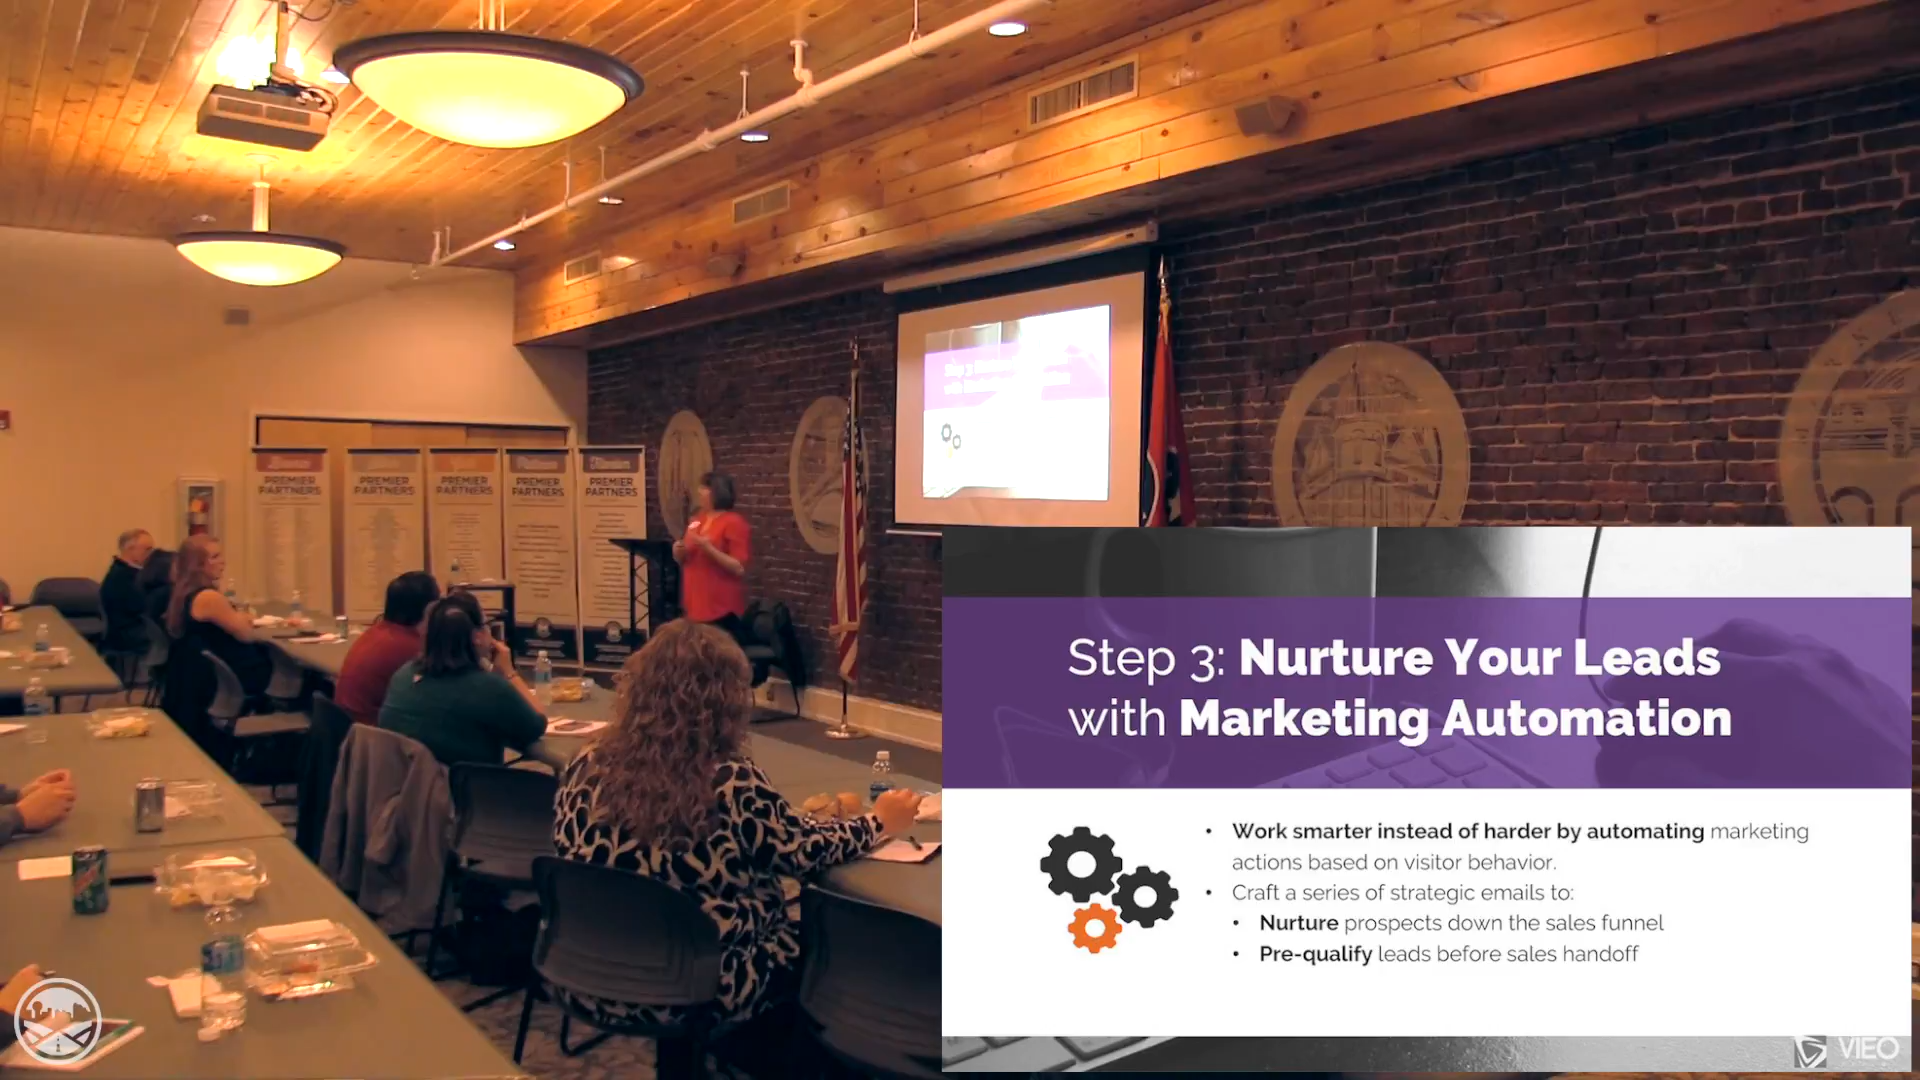 PREMIER
PARTNERS
PREMIER
PARTNERS
PREMIER
PARTNERS
PREMIER
PARTNERS
PREMIER
PARTNERS
Step 3: Nurture Your Leads
with Marketing Automation
• Work smarter instead of harder by automating marketing
actions based on visitor behavior.
• Craft a series of strategic emails to:
• Nurture prospects down the sales funnel
• Pre-qualify leads before sales handoff
VIEO